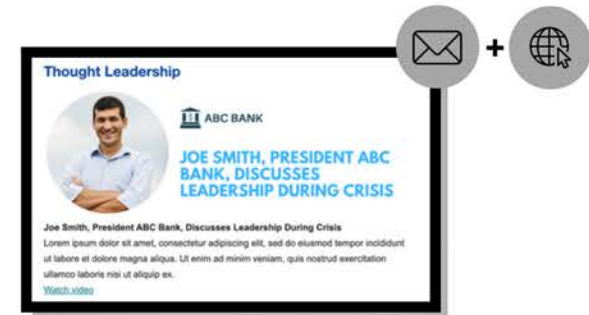 Thought Leadership
+
ABC BANK
JOE SMITH, PRESIDENT ABC
BANK, DISCUSSES
LEADERSHIP DURING CRISIS
Joe Smith, President ABC Bank, Discusses Leadership During Crisis
Lorem ipsum dolor sit amet, consectetur adipiscing elit, sed do eiusmod tempor incididunt
ut labore et dolore magna aliqua. Ut enim ad minim veniam, quis nostrud exercitation
ullamco laboris nisi ut aliquip ex.
Watch video